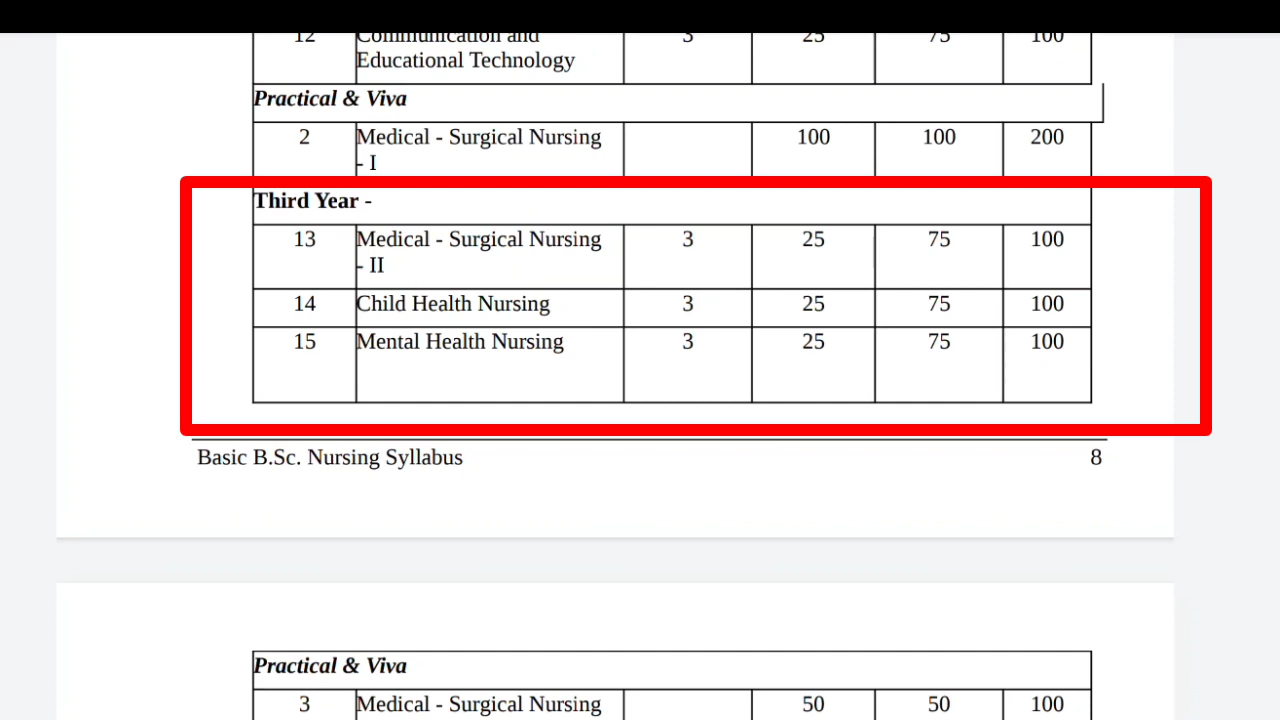 12 Communication and 3 25 75 100
Educational Technology
Practical & Viva
2 Medical - Surgical Nursing 100 100 200
- I
Third Year -
13 Medical - Surgical Nursing 3 25 75 100
- II
14 Child Health Nursing 3 25 75 100
15 Mental Health Nursing 3 25 75 100
Basic B.Sc. Nursing Syllabus 8
Practical & Viva
3 Medical - Surgical Nursing 50 50 100